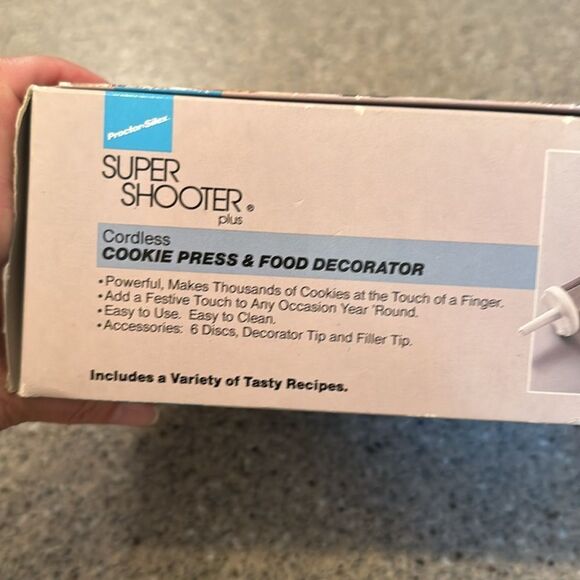 Proctor-Silex
SUPER
SHOOTER®
plus
Cordless
COOKIE PRESS & FOOD DECORATOR
•Powerful, Makes Thousands of Cookies at the Touch of a Finger.
•Add a Festive Touch to Any Occasion Year 'Round.
•Easy to Use. Easy to Clean.
•Accessories: 6 Discs, Decorator Tip and Filler Tip.
Includes a Variety of Tasty Recipes.